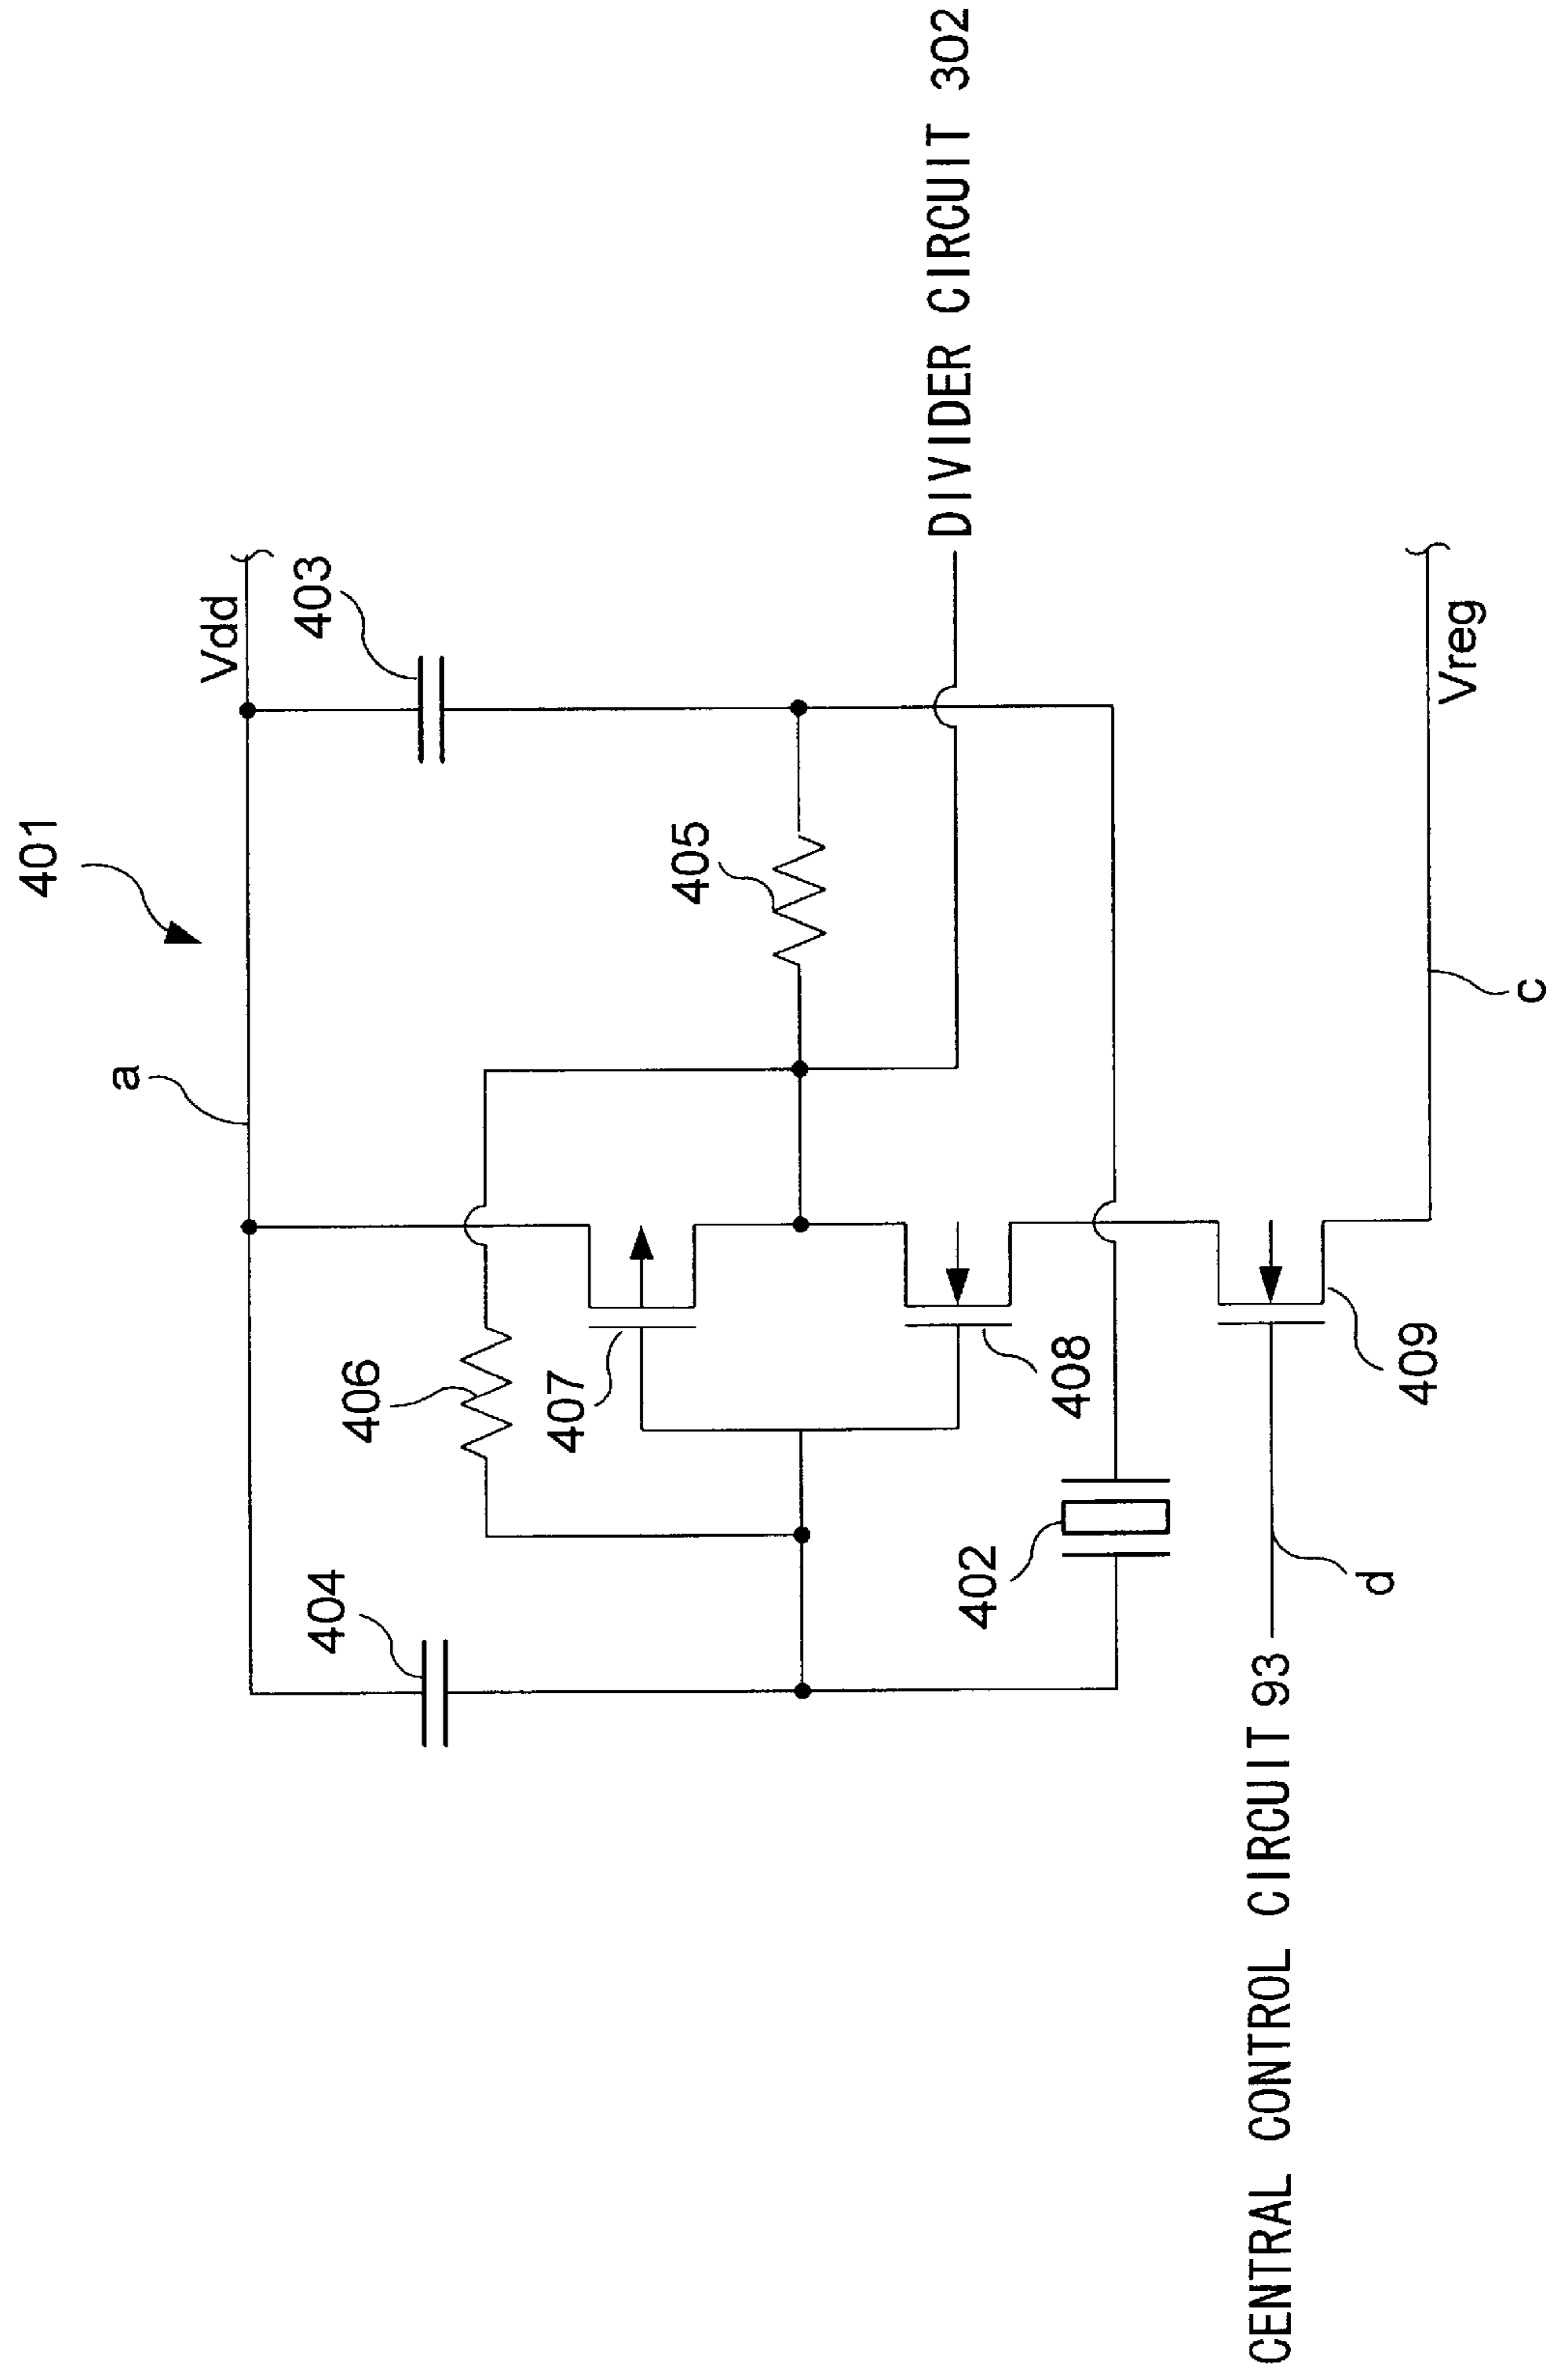 401
a
Vdd
404
406
403
407
405
408
402
DIVIDER CIRCUIT 302
CENTRAL CONTROL CIRCUIT 93
d
409
c
Vreg